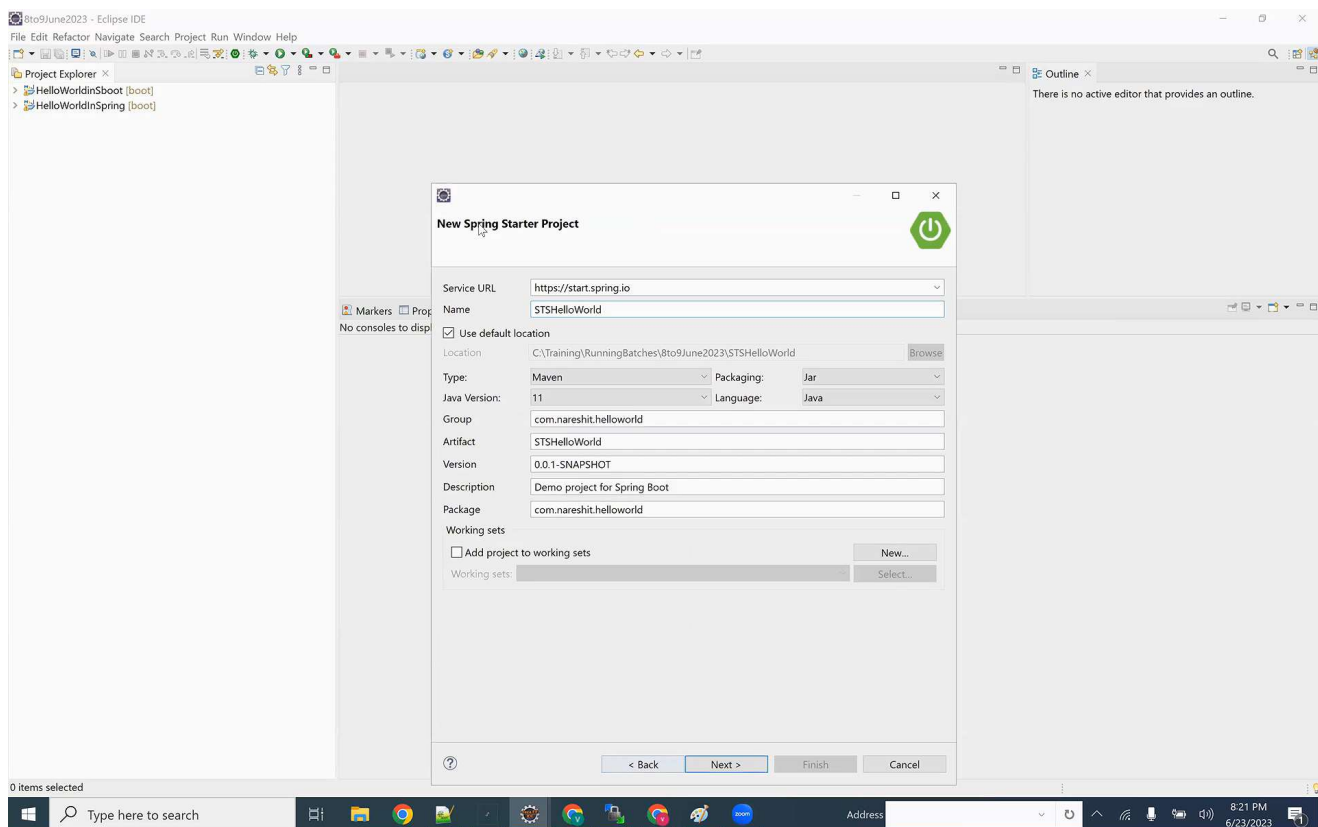 8to9June2023 - Eclipse IDE
File Edit Refactor Navigate Search Project Run Window Help
Project Explorer
HelloWorldinSboot [boot]
HelloWorldInSpring [boot]
Outline
There is no active editor that provides an outline.
Markers
No consoles to
New Spring Starter Project
Service URL https://start.spring.io
Name STSHelloWorld
Use default location
Location C:\Training\RunningBatches\8to9June2023\STSHelloWorld Browse
Type: Maven Packaging: Jar
Java Version: 11 Language: Java
Group com.nareshit.helloworld
Artifact STSHelloWorld
Version 0.0.1-SNAPSHOT
Description Demo project for Spring Boot
Package com.nareshit.helloworld
Working sets
Add project to working sets New...
Working sets: Select...
< Back Next > Finish Cancel
0 items selected
Type here to search
zoom
Address
8:21 PM
6/23/2023